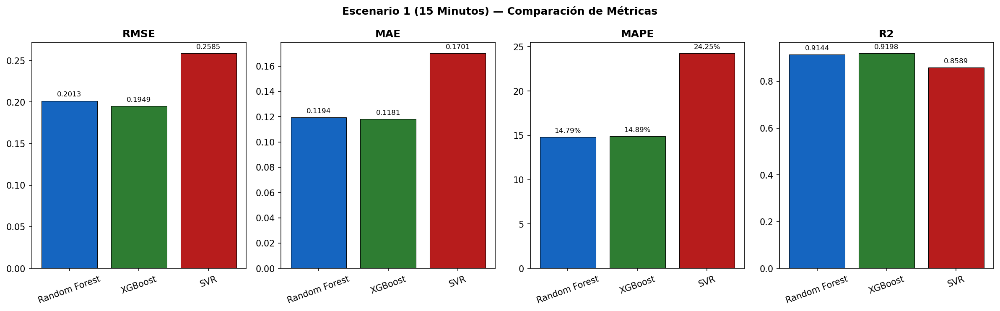 Escenario 1 (15 Minutos) — Comparación de Métricas
RMSE
0.25
0.20
0.15
0.10
0.05
0.00
0.2013
0.1949
0.2585
Random Forest
XGBoost
SVR
MAE
0.16
0.14
0.12
0.10
0.08
0.06
0.04
0.02
0.00
0.1194
0.1181
0.1701
Random Forest
XGBoost
SVR
MAPE
25
20
15
10
5
0
14.79%
14.89%
24.25%
Random Forest
XGBoost
SVR
R2
0.8
0.6
0.4
0.2
0.0
0.9144
0.9198
0.8589
Random Forest
XGBoost
SVR